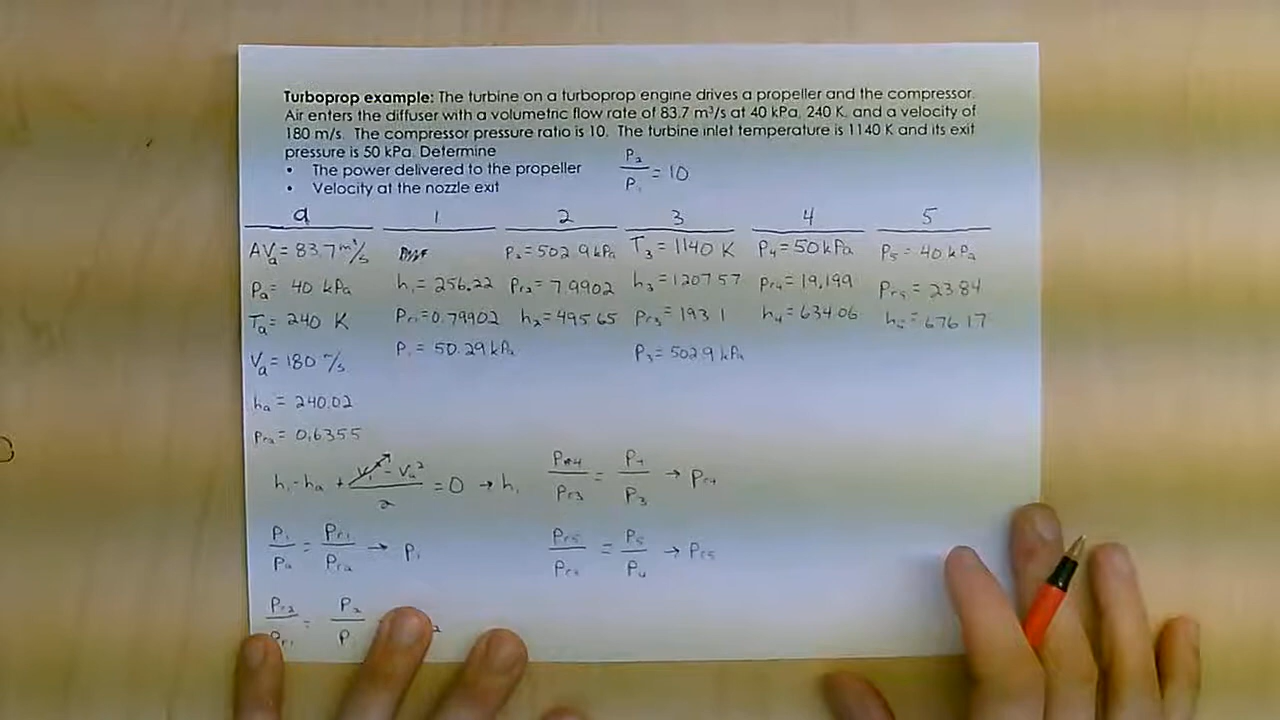 Turboprop example: The turbine on a turboprop engine drives a propeller and the compressor.
Air enters the diffuser with a volumetric flow rate of 83.7 m³/s at 40 kPa, 240 K, and a velocity of
180 m/s. The compressor pressure ratio is 10. The turbine inlet temperature is 1140 K and its exit
pressure is 50 kPa. Determine
• The power delivered to the propeller
• Velocity at the nozzle exit
P₂/P₁ = 10
a 1 2 3 4 5
AVₐ = 83.7 m³/s P₂ = 502.9 kPa T₃ = 1140 K P₄ = 50 kPa P₅ = 40 kPa
Pₐ = 40 kPa h₁ = 256.22 Pr₂ = 7.9902 h₃ = 1207.57 Pr₄ = 19.199 Pr₅ = 23.84
Tₐ = 240 K Pr₁ = 0.79902 h₂ = 495.65 Pr₃ = 193.1 h₄ = 634.06 h₅ = 676.17
Vₐ = 180 m/s P₁ = 50.29 kPa P₃ = 502.9 kPa
hₐ = 240.02
Prₐ = 0.6355
h₁ - hₐ + (V₁² - Vₐ²)/2 = 0 → h₁ Pr₄/Pr₃ = P₄/P₃ → Pr₄
P₁/Pₐ = Pr₁/Prₐ → P₁ Pr₅/Pr₄ = P₅/P₄ → Pr₅
Pr₂/Pr₁ = P₂/P